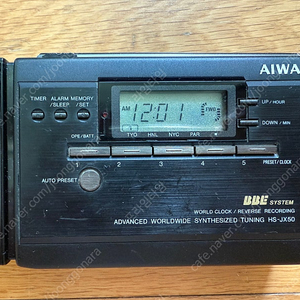 AIWA
TIMER ALARM MEMORY
/SLEEP /SET
OPE/BATT
AM 12:01 FWD
TYO HNL NYC PAR
UP / HOUR
DOWN / MIN
1 2 3 4 5 PRESET/CLOCK
AUTO PRESET
BBE SYSTEM
WORLD CLOCK / REVERSE RECORDING
ADVANCED WORLDWIDE SYNTHESIZED TUNING HS-JX50